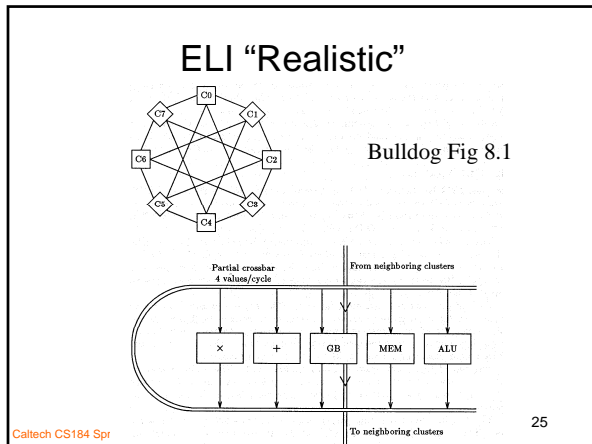 ELI “Realistic”
C0
C7
C1
C6
C2
C5
C3
C4
Bulldog Fig 8.1
Partial crossbar
4 values/cycle
From neighboring clusters
×
+
GB
MEM
ALU
To neighboring clusters
Caltech CS184 Spr
25